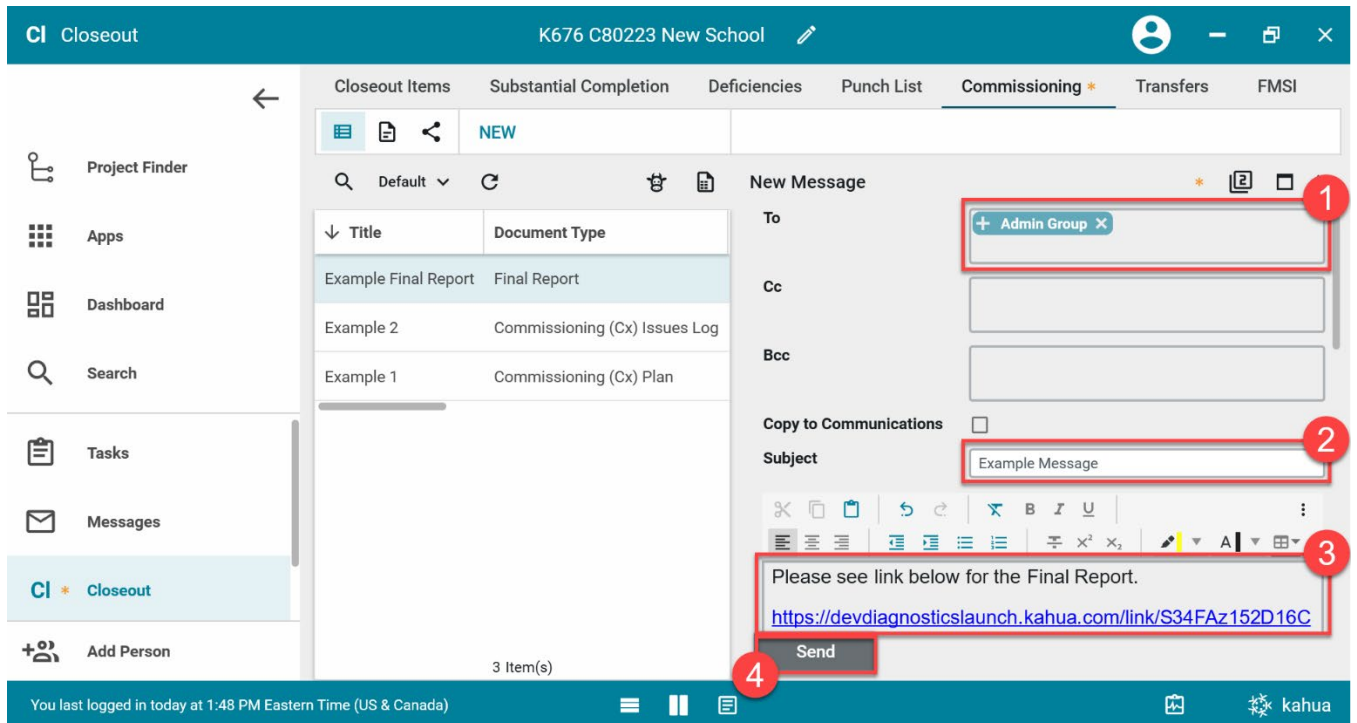 CI Closeout
K676 C80223 New School
Closeout Items Substantial Completion Deficiencies Punch List Commissioning * Transfers FMSI
NEW
Project Finder
Apps
Dashboard
Search
Tasks
Messages
CI * Closeout
Add Person
Default
Title Document Type
Example Final Report Final Report
Example 2 Commissioning (Cx) Issues Log
Example 1 Commissioning (Cx) Plan
3 Item(s)
New Message * 2
1
To + Admin Group X
Cc
Bcc
Copy to Communications
2
Subject Example Message
B I U
X² X₂ A
3
Please see link below for the Final Report.
https://devdiagnosticslaunch.kahua.com/link/S34FAz152D16C
Send
4
You last logged in today at 1:48 PM Eastern Time (US & Canada)
kahua